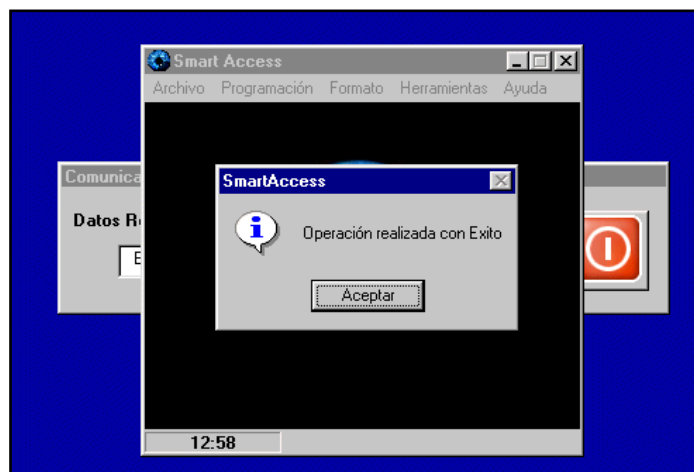 Smart Access
Archivo Programación Formato Herramientas Ayuda
Comunica
SmartAccess
Datos R
Operación realizada con Exito
Aceptar
12:58